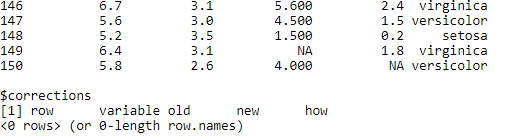 146 6.7 3.1 5.600 2.4 virginica
147 5.6 3.0 4.500 1.5 versicolor
148 5.2 3.5 1.500 0.2 setosa
149 6.4 3.1 NA 1.8 virginica
150 5.8 2.6 4.000 NA versicolor
$corrections
[1] row variable old new how
<0 rows> (or 0-length row.names)